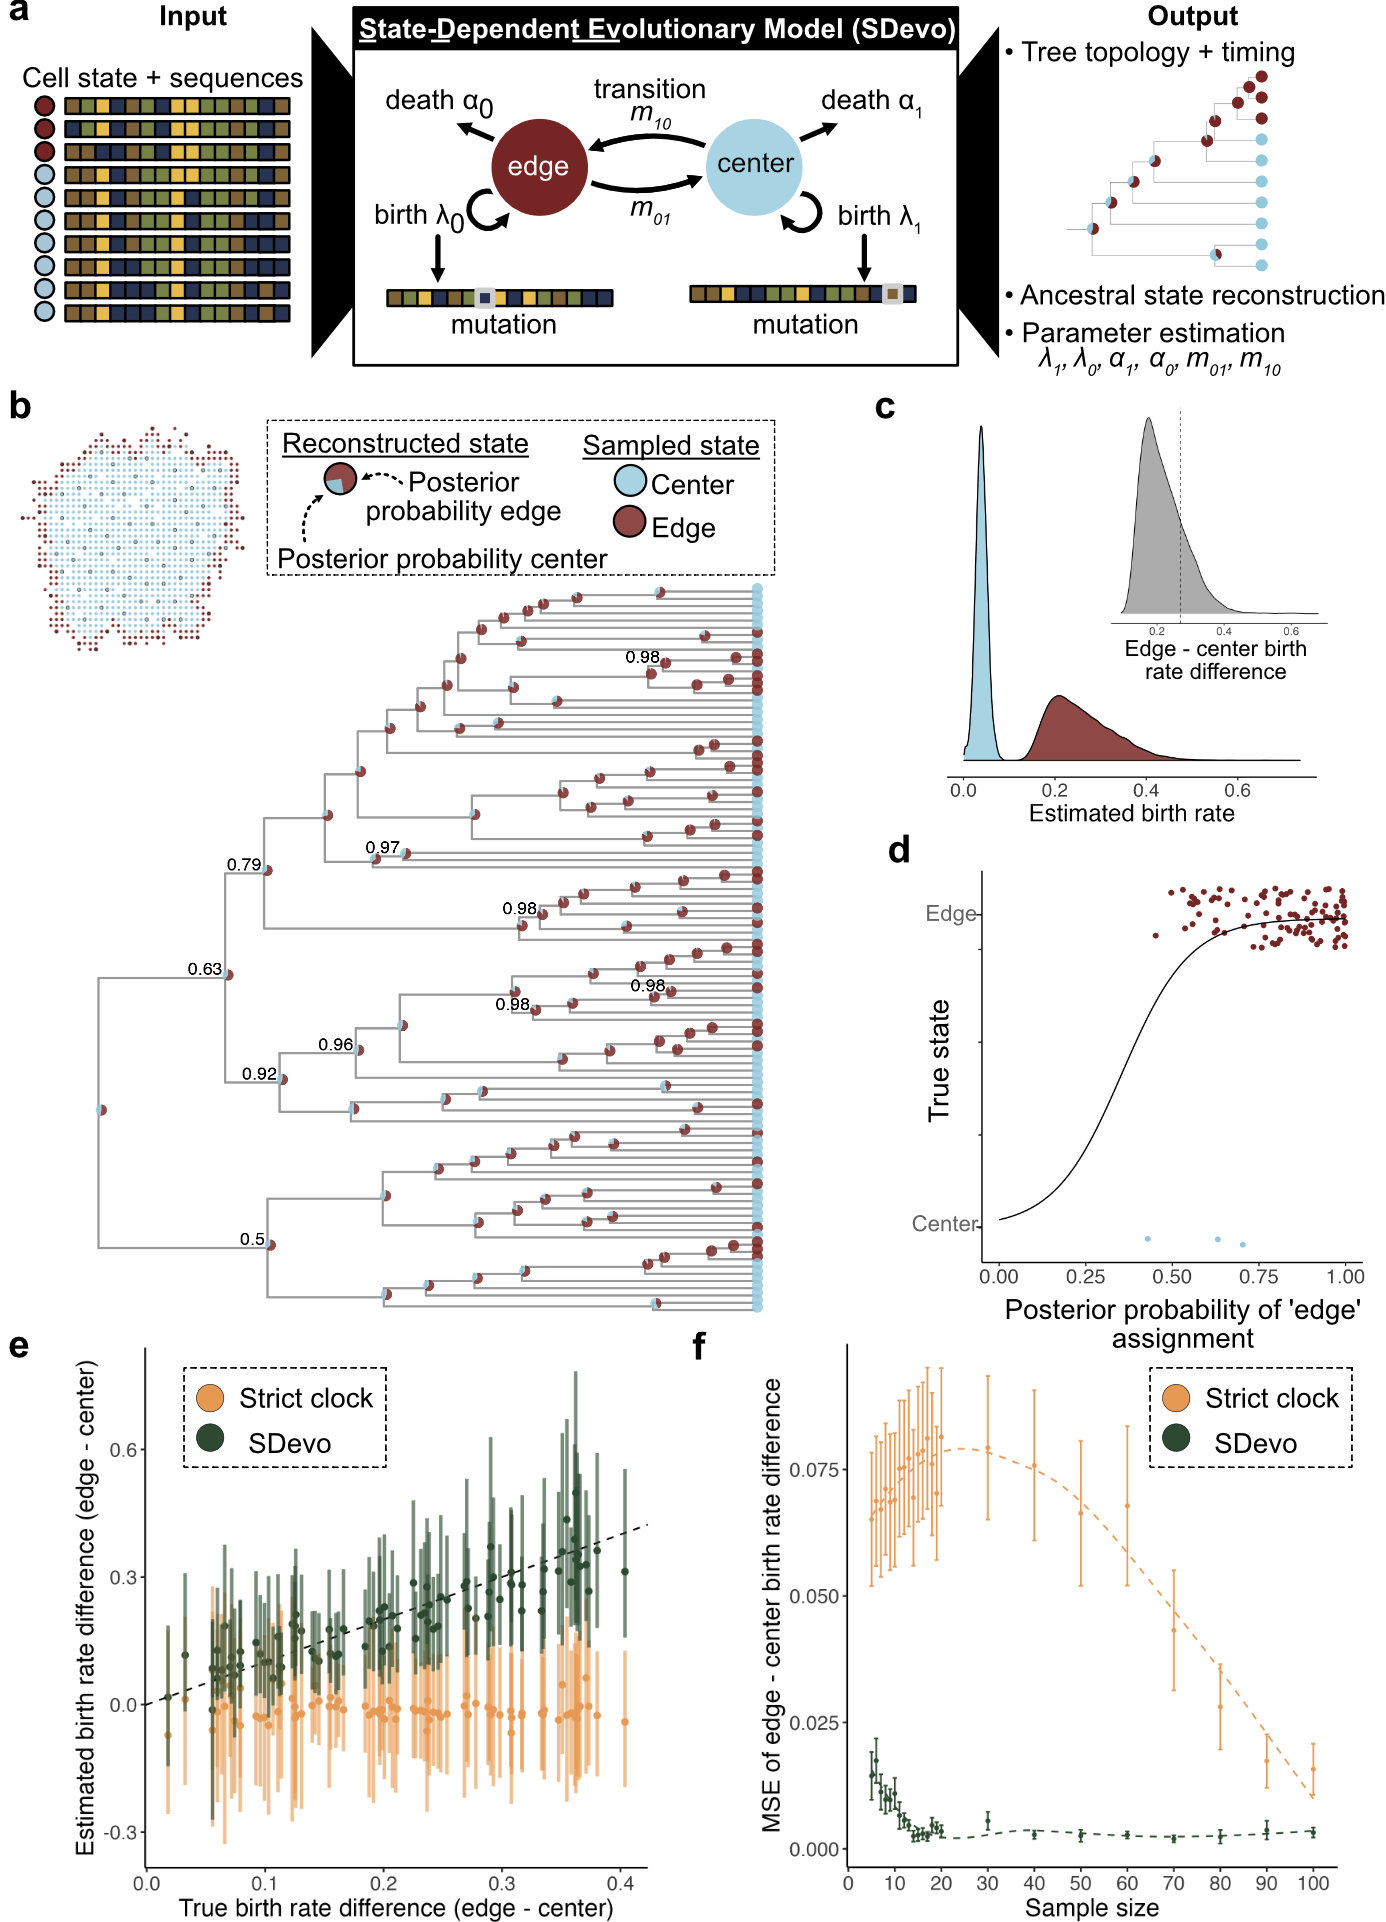 a
Input
State-Dependent Evolutionary Model (SDevo)
Output
Cell state + sequences
death α0
transition
m10
death α1
edge
center
m01
birth λ0
birth λ1
mutation
mutation
• Tree topology + timing
• Ancestral state reconstruction
• Parameter estimation
λ1, λ0, α1, α0, m01, m10
b
Reconstructed state
Posterior
probability edge
Posterior probability center
Sampled state
Center
Edge
0.98
0.97
0.79
0.98
0.63
0.98
0.98
0.96
0.92
0.5
c
0.2 0.4 0.6
Edge - center birth
rate difference
0.0 0.2 0.4 0.6
Estimated birth rate
d
Edge
Center
True state
0.00 0.25 0.50 0.75 1.00
Posterior probability of 'edge'
assignment
e
Strict clock
SDevo
Estimated birth rate difference (edge - center)
0.6
0.3
0.0
-0.3
0.0 0.1 0.2 0.3 0.4
True birth rate difference (edge - center)
f
Strict clock
SDevo
MSE of edge - center birth rate difference
0.075
0.050
0.025
0.000
0 10 20 30 40 50 60 70 80 90 100
Sample size